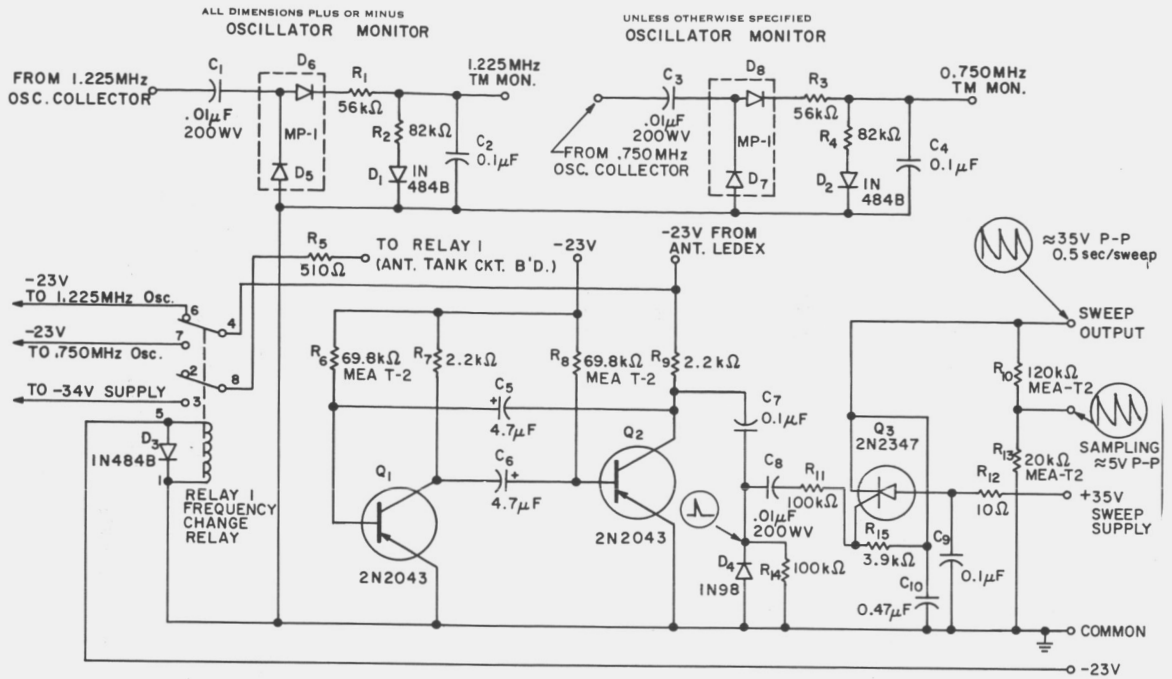 ALL DIMENSIONS PLUS OR MINUS
OSCILLATOR MONITOR
UNLESS OTHERWISE SPECIFIED
OSCILLATOR MONITOR
FROM 1.225MHz
OSC. COLLECTOR
C1
.01µF
200WV
D6
MP-1
D5
R1
56kΩ
R2
82kΩ
D1
IN
484B
C2
0.1µF
1.225MHz
TM MON.
FROM .750MHz
OSC. COLLECTOR
C3
.01µF
200WV
D8
MP-1
D7
R3
56kΩ
R4
82kΩ
D2
IN
484B
C4
0.1µF
0.750MHz
TM MON.
R5
510Ω
TO RELAY 1
(ANT. TANK CKT. B'D.)
-23V
-23V FROM
ANT. LEDEX
≈35V P-P
0.5 sec/sweep
SWEEP
OUTPUT
-23V
TO 1.225MHz Osc.
6
4
7
-23V
TO .750MHz Osc.
2
8
TO -34V SUPPLY
3
5
D3
IN484B
1
RELAY 1
FREQUENCY
CHANGE
RELAY
R6
69.8kΩ
MEA T-2
R7
2.2kΩ
R8
69.8kΩ
MEA T-2
R9
2.2kΩ
+
C5
4.7µF
C6
+
4.7µF
Q1
2N2043
Q2
2N2043
C7
0.1µF
C8
.01µF
200WV
R11
100kΩ
D4
IN98
R14
100kΩ
Q3
2N2347
R15
3.9kΩ
C10
0.47µF
C9
0.1µF
R12
10Ω
R10
120kΩ
MEA-T2
R13
20kΩ
MEA-T2
SAMPLING
≈5V P-P
+35V
SWEEP
SUPPLY
COMMON
-23V